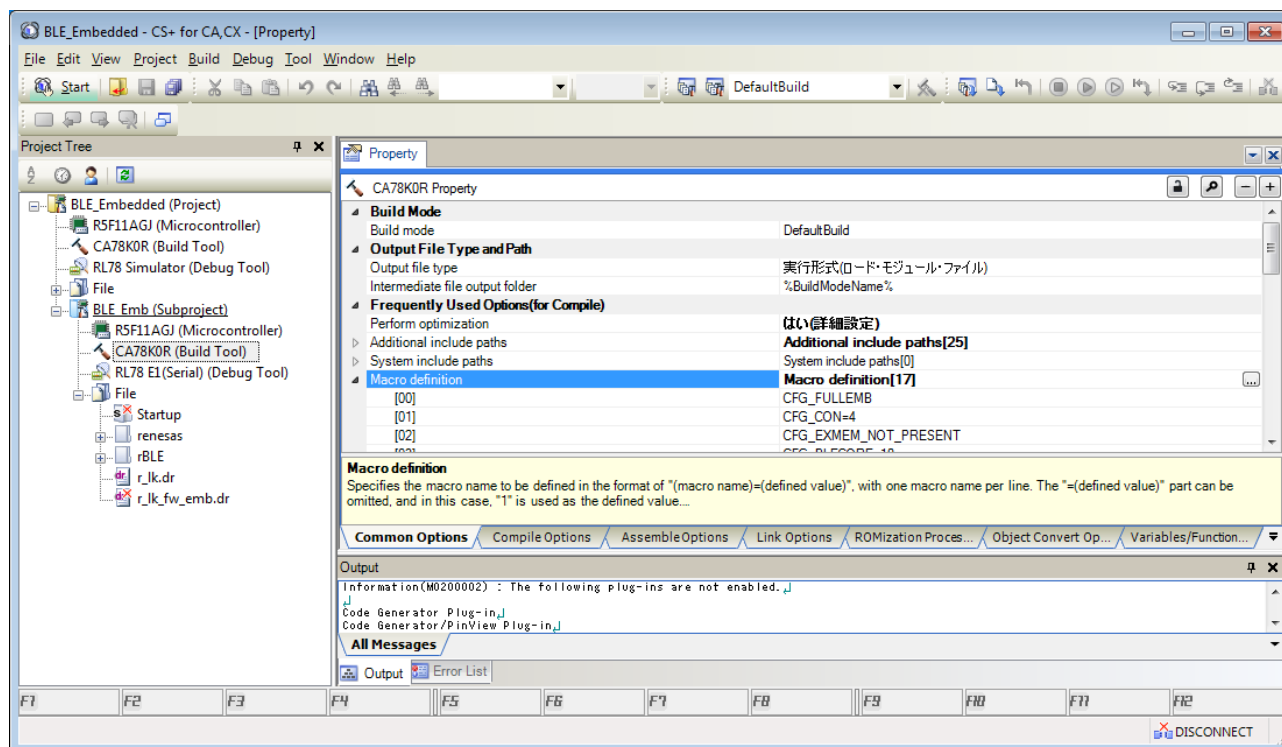 BLE_Embedded - CS+ for CA,CX - [Property]
File Edit View Project Build Debug Tool Window Help
Start DefaultBuild
Project Tree
Property
BLE_Embedded (Project)
R5F11AGJ (Microcontroller)
CA78K0R (Build Tool)
RL78 Simulator (Debug Tool)
File
BLE_Emb (Subproject)
R5F11AGJ (Microcontroller)
CA78K0R (Build Tool)
RL78 E1(Serial) (Debug Tool)
File
Startup
renesas
rBLE
r_lk.dr
r_lk_fw_emb.dr
CA78K0R Property
Build Mode
Build mode DefaultBuild
Output File Type and Path
Output file type 実行形式(ロード・モジュール・ファイル)
Intermediate file output folder %BuildModeName%
Frequently Used Options(for Compile)
Perform optimization はい(詳細設定)
Additional include paths Additional include paths[25]
System include paths System include paths[0]
Macro definition Macro definition[17] ...
[00] CFG_FULLEMB
[01] CFG_CON=4
[02] CFG_EXMEM_NOT_PRESENT
Macro definition
Specifies the macro name to be defined in the format of "(macro name)=(defined value)", with one macro name per line. The "=(defined value)" part can be
omitted, and in this case, "1" is used as the defined value....
Common Options Compile Options Assemble Options Link Options ROMization Proces... Object Convert Op... Variables/Function...
Output
Information(M0200002) : The following plug-ins are not enabled.
Code Generator Plug-in
Code Generator/PinView Plug-in
All Messages
Output Error List
F1 F2 F3 F4 F5 F6 F7 F8 F9 F10 F11 F12
DISCONNECT